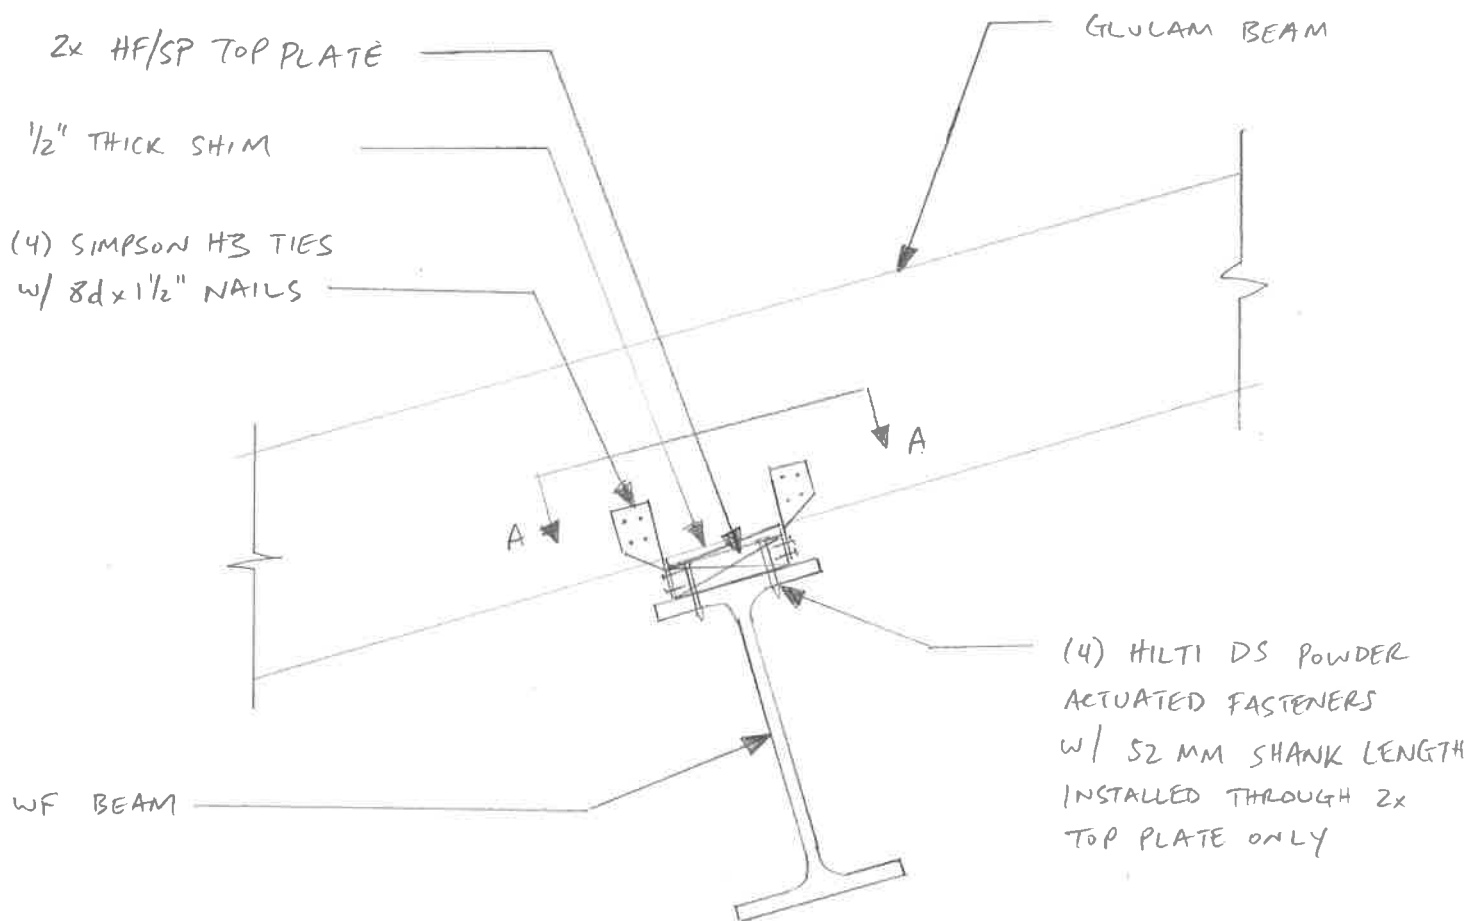 2x HF/SP TOP PLATE
GLULAM BEAM
1/2" THICK SHIM
(4) SIMPSON H3 TIES
w/ 8d x 1 1/2" NAILS
A
A
(4) HILTI DS POWDER
ACTUATED FASTENERS
w/ 52 MM SHANK LENGTH
INSTALLED THROUGH 2x
TOP PLATE ONLY
WF BEAM